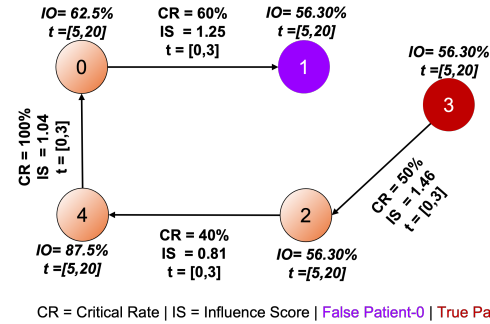 IO= 62.5%
t =[5,20]
0
CR = 60%
IS = 1.25
t = [0,3]
IO= 56.30%
t =[5,20]
1
IO= 56.30%
t =[5,20]
3
CR = 100%
IS = 1.04
t = [0,3]
CR = 50%
IS = 1.46
t = [0,3]
4
IO= 87.5%
t =[5,20]
CR = 40%
IS = 0.81
t = [0,3]
2
IO= 56.30%
t =[5,20]
CR = Critical Rate | IS = Influence Score | False Patient-0 | True Pa